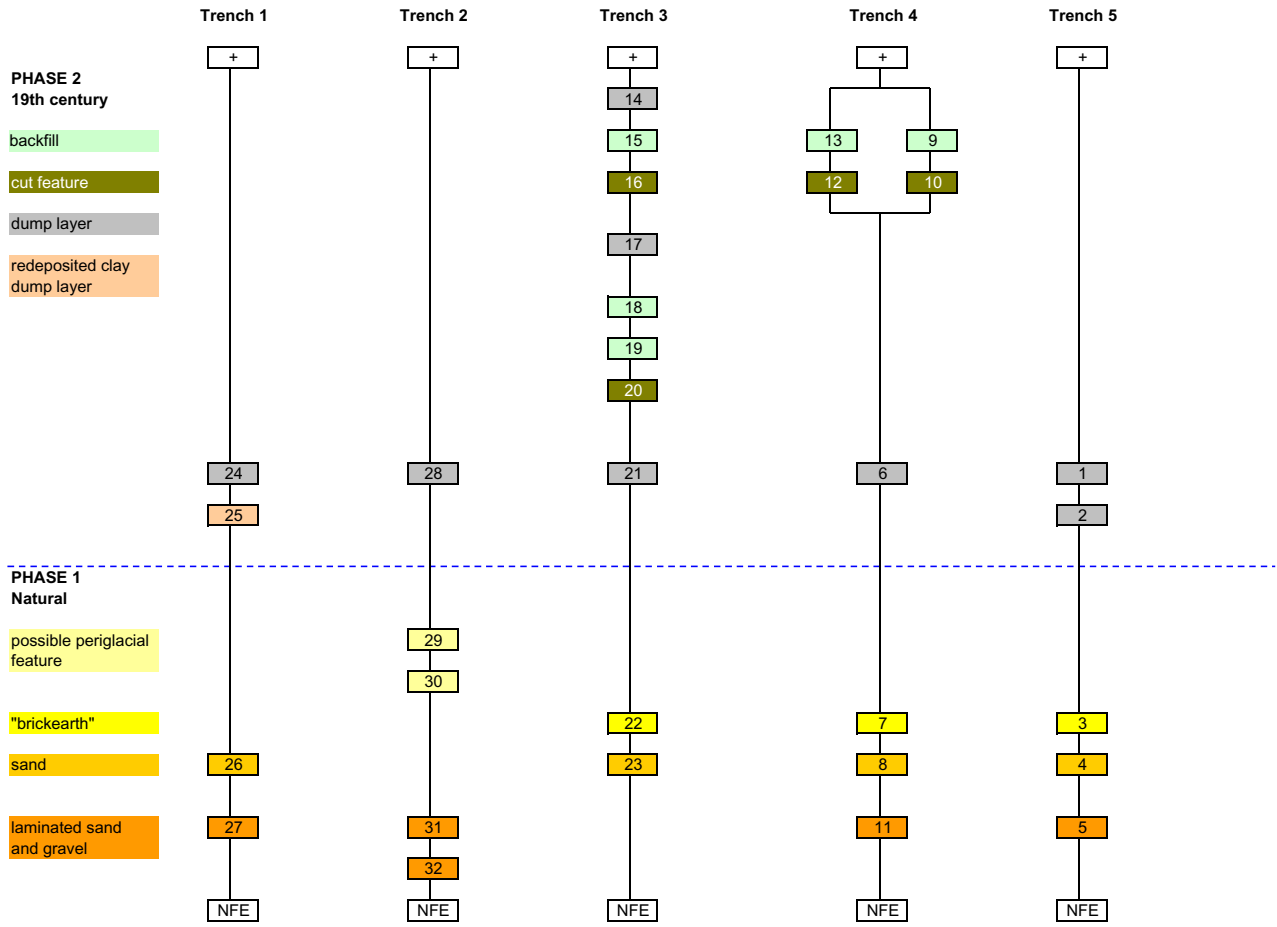 Trench 1 Trench 2 Trench 3 Trench 4 Trench 5
+ + + + +
PHASE 2
19th century
14
backfill 15 13 9
cut feature 16 12 10
dump layer
17
redeposited clay
dump layer
18
19
20
24 28 21 6 1
25 2
PHASE 1
Natural
possible periglacial 29
feature
30
"brickearth" 22 7 3
sand 26 23 8 4
laminated sand 27 31 11 5
and gravel
32
NFE NFE NFE NFE NFE